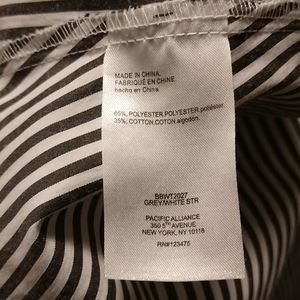 MADE IN CHINA.
FABRIQUÉ EN CHINE.
hecho en China.
65%, POLYESTER.POLYESTER.poliéster
35%, COTTON.COTON.algodón.
BBWT2027
GREY/WHITE STR
PACIFIC ALLIANCE
350 5TH AVENUE
NEW YORK, NY 10118
RN#123475